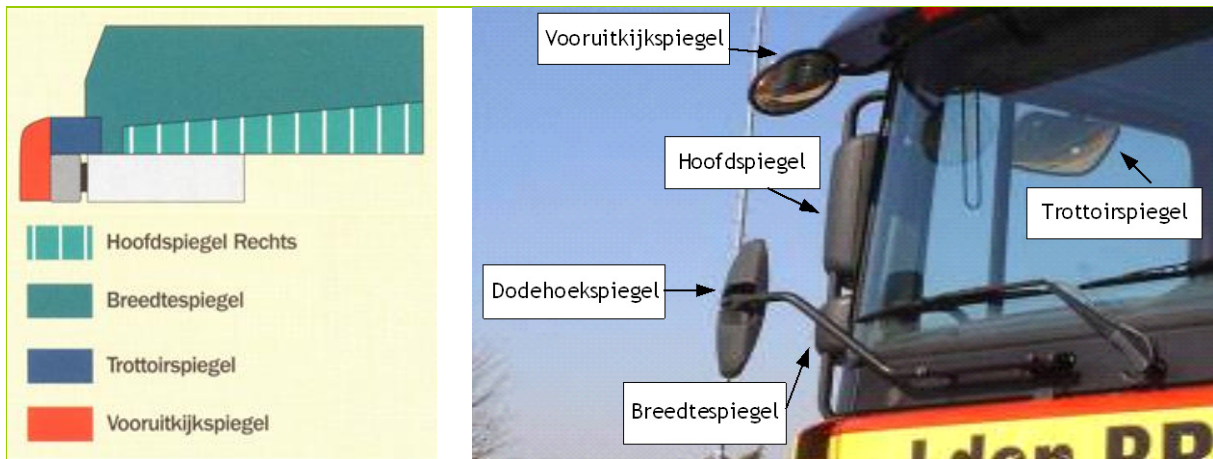 Hoofdspiegel Rechts
Breedtespiegel
Trottoirspiegel
Vooruitkijkspiegel
Vooruitkijkspiegel
Hoofdspiegel
Trottoirspiegel
Dodehoekspiegel
Breedtespiegel